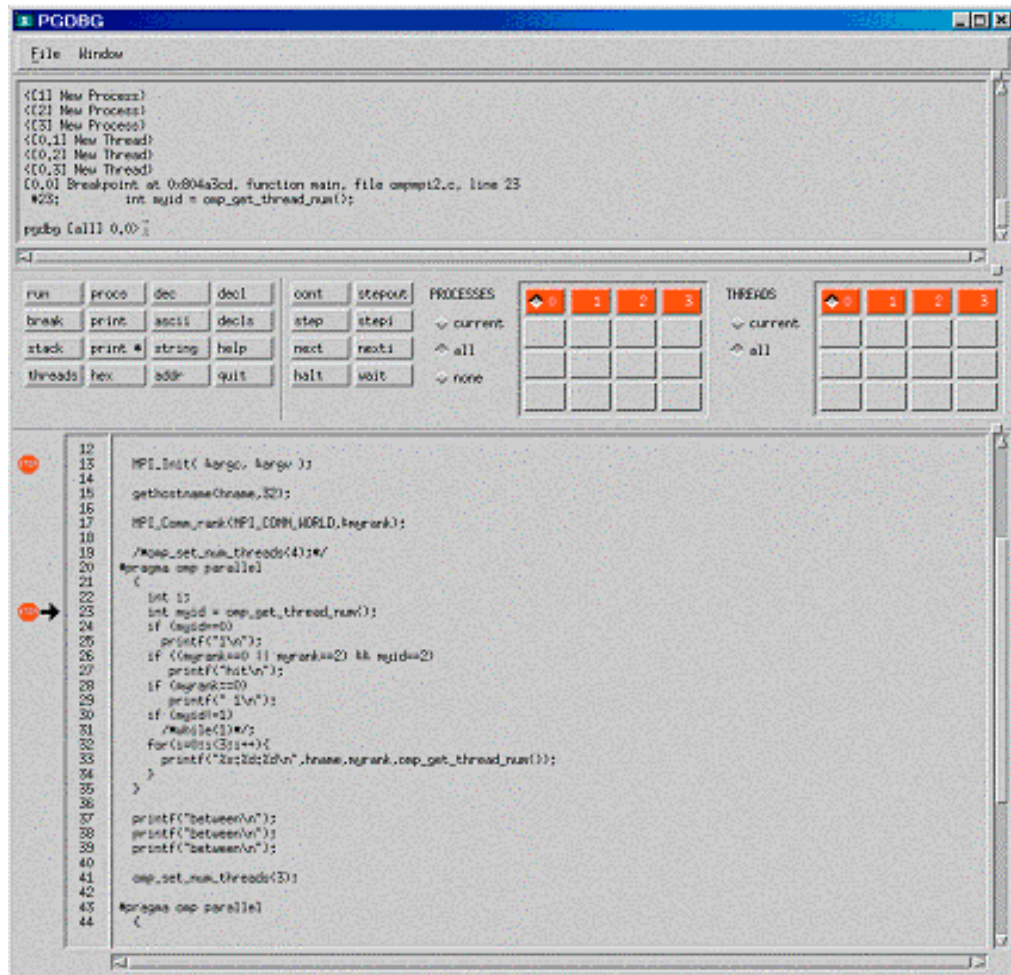 PGDBG
File Window
([1] New Process)
([2] New Process)
([3] New Process)
([0,1] New Thread)
([0,2] New Thread)
([0,3] New Thread)
[0,0] Breakpoint at 0x804a3cd, function main, file ompmpi2.c, line 23
#23: int myid = omp_get_thread_num();
pgdbg [all] 0,0>
run proco dec decl cont stepout PROCESSES 0 1 2 3 THREADS 0 1 2 3
break print ascii decls step stepi current current
stack print * string help next nexti all all
threads hex addr quit halt wait none
12
13 MPI_Init( &argc, &argv );
14
15 gethostname(hname,32);
16
17 MPI_Comm_rank(MPI_COMM_WORLD,&myrank);
18
19 /*omp_set_num_threads(4);*/
20 #pragma omp parallel
21 {
22 int i;
23 int myid = omp_get_thread_num();
24 if (myid==0)
25 printf("1\n");
26 if ((myrank==0 || myrank==2) && myid==2)
27 printf("hit\n");
28 if (myrank==0)
29 printf(" 1\n");
30 if (myid!=1)
31 /*while(1)*/;
32 for(i=0;i<3;i++){
33 printf("%s;%d;%d\n",hname,myrank,omp_get_thread_num());
34 }
35 }
36
37 printf("between\n");
38 printf("between\n");
39 printf("between\n");
40
41 omp_set_num_threads(3);
42
43 #pragma omp parallel
44 {